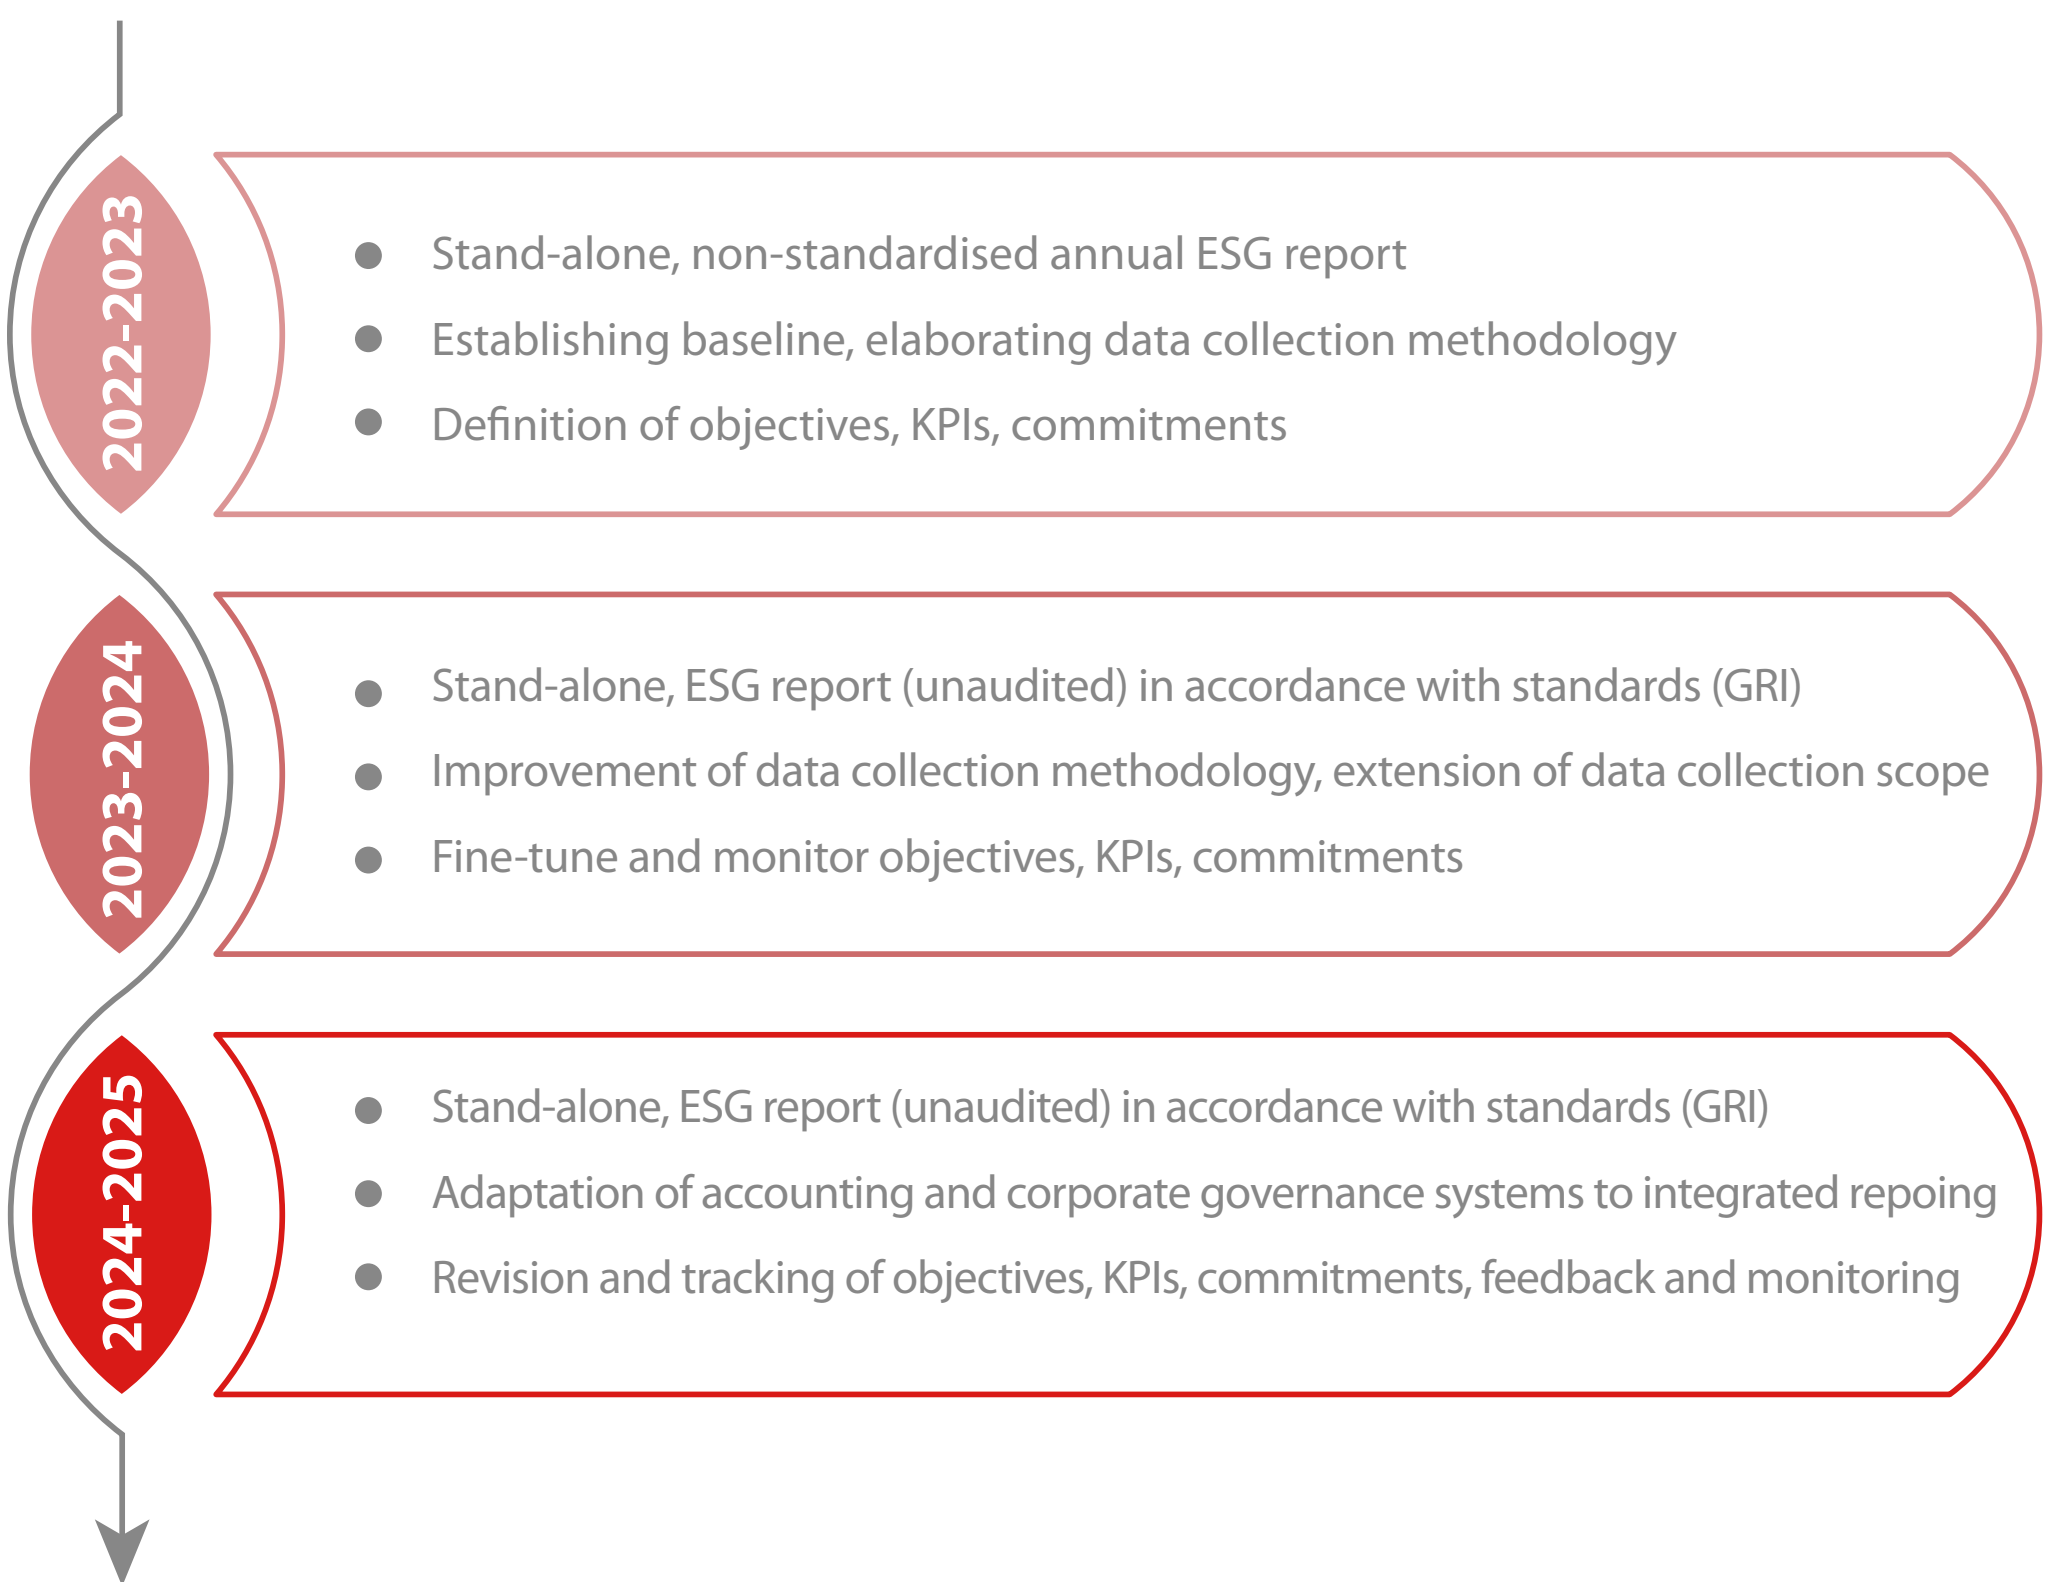 2022-2023
Stand-alone, non-standardised annual ESG report
Establishing baseline, elaborating data collection methodology
Definition of objectives, KPIs, commitments
2023-2024
Stand-alone, ESG report (unaudited) in accordance with standards (GRI)
Improvement of data collection methodology, extension of data collection scope
Fine-tune and monitor objectives, KPIs, commitments
2024-2025
Stand-alone, ESG report (unaudited) in accordance with standards (GRI)
Adaptation of accounting and corporate governance systems to integrated repoing
Revision and tracking of objectives, KPIs, commitments, feedback and monitoring